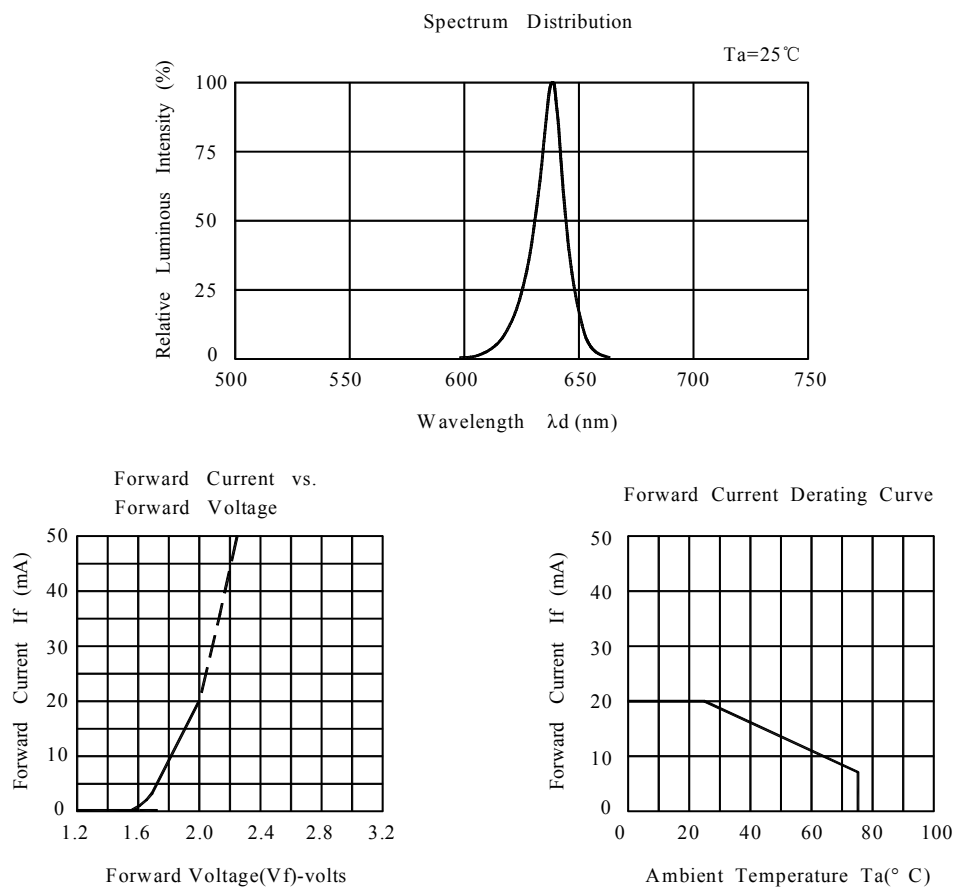 Spectrum Distribution
Ta=25℃
Relative Luminous Intensity (%)
100
75
50
25
0
500 550 600 650 700 750
Wavelength λd (nm)
Forward Current vs.
Forward Voltage
Forward Current If (mA)
50
40
30
20
10
0
1.2 1.6 2.0 2.4 2.8 3.2
Forward Voltage(Vf)-volts
Forward Current Derating Curve
Forward Current If (mA)
50
40
30
20
10
0
0 20 40 60 80 100
Ambient Temperature Ta(° C)